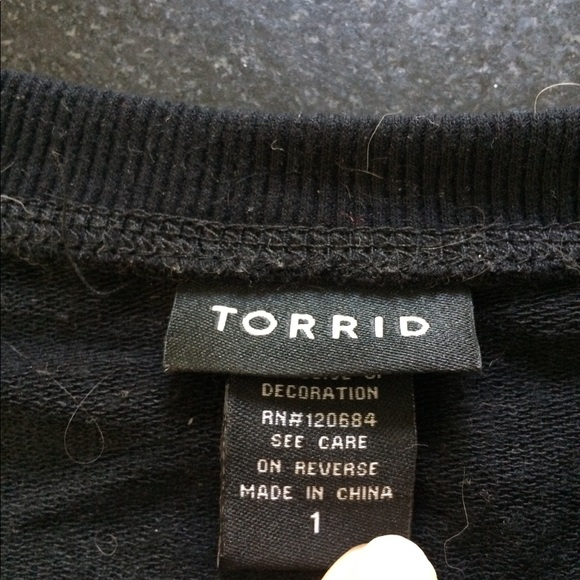 TORRID
DECORATION
RN#120684
SEE CARE
ON REVERSE
MADE IN CHINA
1